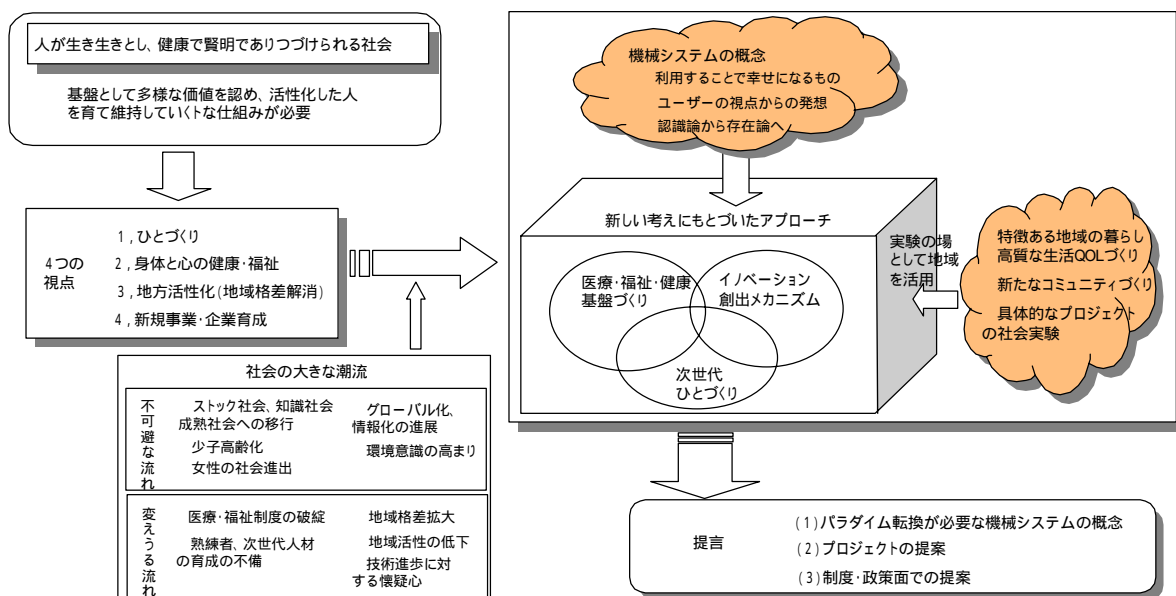 人が生き生きとし、健康で賢明でありつづけられる社会
基盤として多様な価値を認め、活性化した人
を育て維持していくトな仕組みが必要
4つの
視点
1,ひとづくり
2,身体と心の健康・福祉
3,地方活性化(地域格差解消)
4,新規事業・企業育成
社会の大きな潮流
不可避な流れ
ストック社会、知識社会
成熟社会への移行
少子高齢化
女性の社会進出
グローバル化、
情報化の進展
環境意識の高まり
変えうる流れ
医療・福祉制度の破綻
熟練者、次世代人材
の育成の不備
地域格差拡大
地域活性の低下
技術進歩に対
する懐疑心
機械システムの概念
利用することで幸せになるもの
ユーザーの視点からの発想
認識論から存在論へ
新しい考えにもとづいたアプローチ
医療・福祉・健康
基盤づくり
イノベーション
創出メカニズム
次世代
ひとづくり
実験の場
として地域
を活用
特徴ある地域の暮らし
高質な生活QOLづくり
新たなコミュニティづくり
具体的なプロジェクト
の社会実験
提言
(1)パラダイム転換が必要な機械システムの概念
(2)プロジェクトの提案
(3)制度・政策面での提案